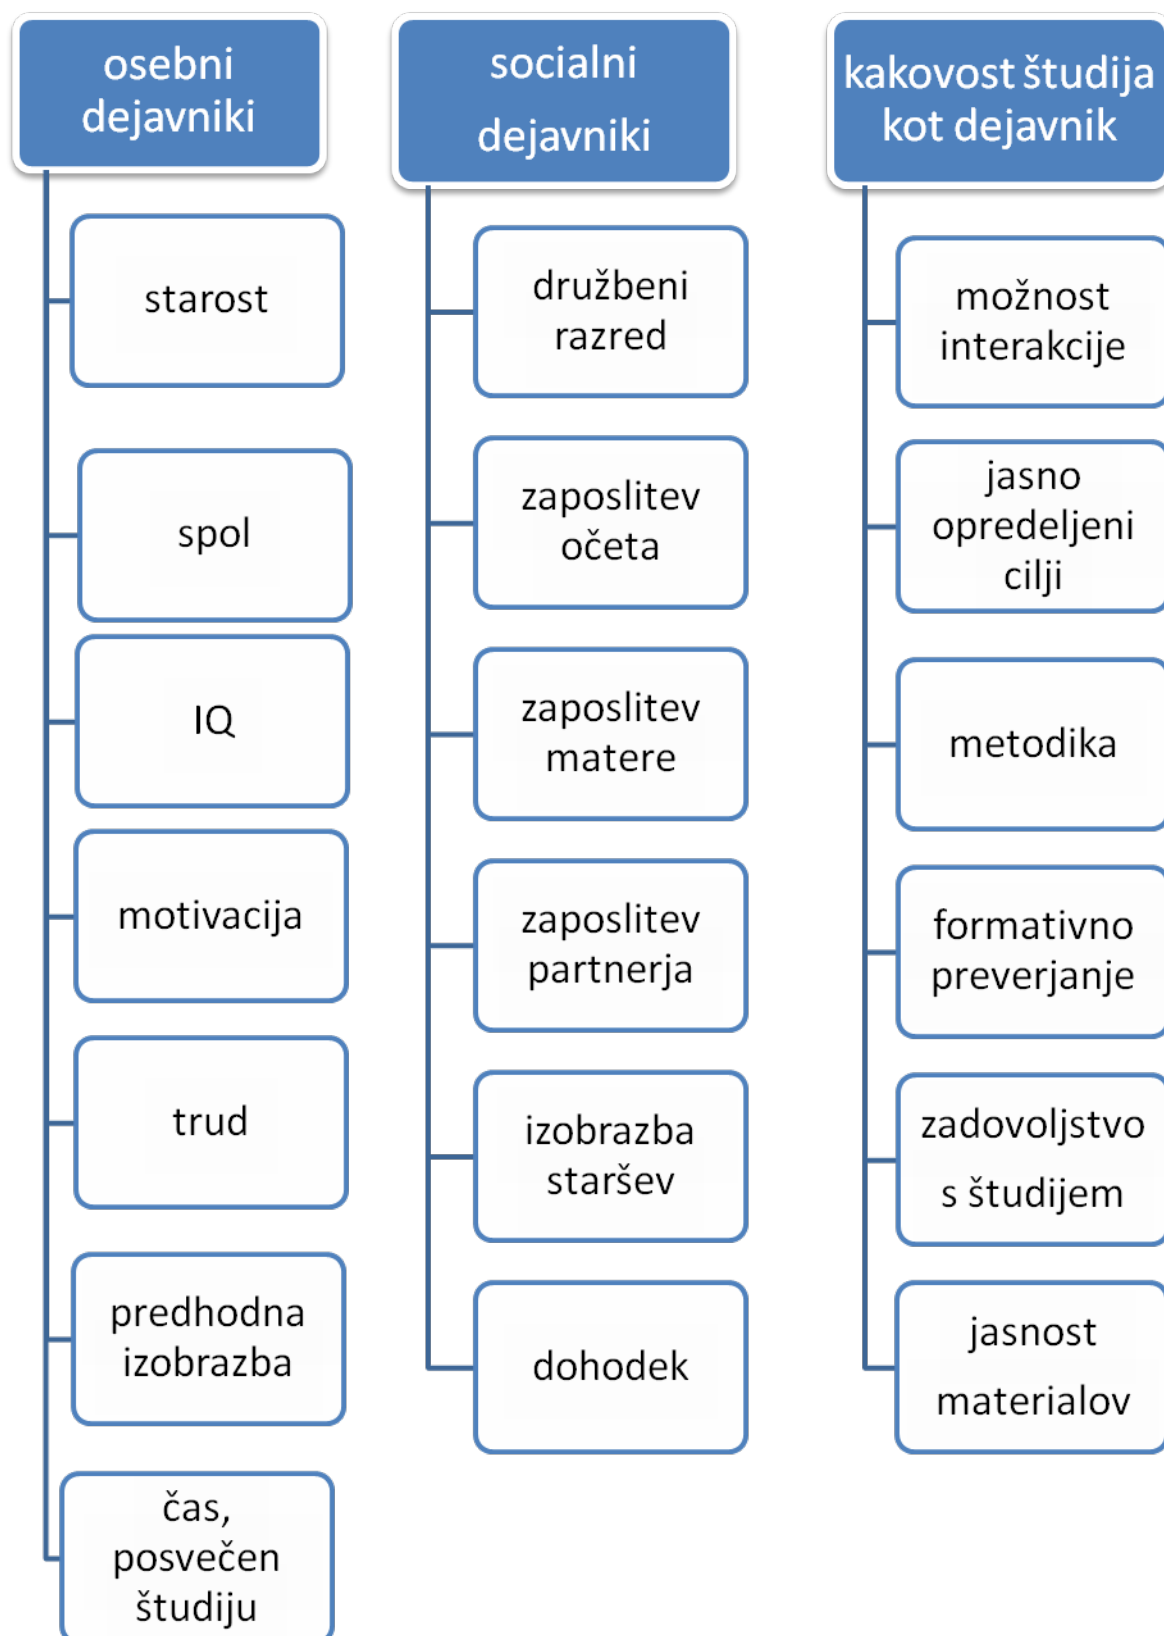 osebni
dejavniki
starost
spol
IQ
motivacija
trud
predhodna
izobrazba
čas,
posvečen
študiju
socialni
dejavniki
družbeni
razred
zaposlitev
očeta
zaposlitev
matere
zaposlitev
partnerja
izobrazba
staršev
dohodek
kakovost študija
kot dejavnik
možnost
interakcije
jasno
opredeljeni
cilji
metodika
formativno
preverjanje
zadovoljstvo
s študijem
jasnost
materialov